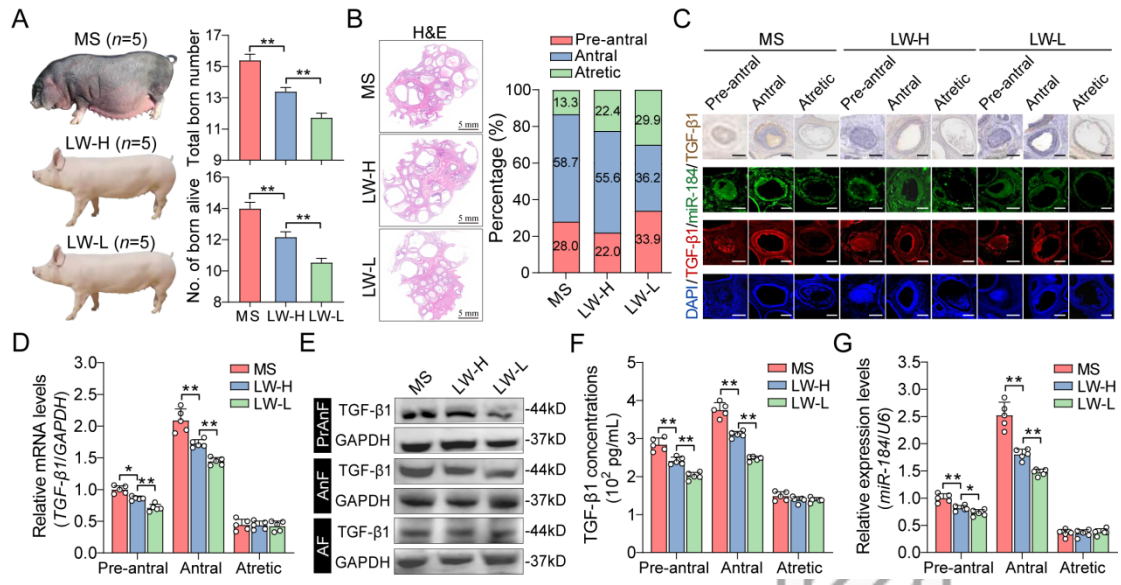 A
MS (n=5)
LW-H (n=5)
LW-L (n=5)
Total born number
17
15
13
11
9
**
**
No. of born alive
16
14
12
10
8
**
**
MS LW-H LW-L
B
H&E
MS
5 mm
LW-H
5 mm
LW-L
5 mm
Pre-antral
Antral
Atretic
Percentage (%)
100
80
60
40
20
0
13.3 22.4 29.9
58.7 55.6 36.2
28.0 22.0 33.9
MS LW-H LW-L
C
MS LW-H LW-L
Pre-antral Antral Atretic Pre-antral Antral Atretic Pre-antral Antral Atretic
DAPI/TGF-β1/miR-184/TGF-β1
D
Relative mRNA levels
(TGF-β1/GAPDH)
3.0
2.5
2.0
1.5
1.0
0.5
0.0
MS
LW-H
LW-L
* **
** **
Pre-antral Antral Atretic
E
MS LW-H LW-L
PrAnF
TGF-β1 -44kD
GAPDH -37kD
AnF
TGF-β1 -44kD
GAPDH -37kD
AF
TGF-β1 -44kD
GAPDH -37kD
F
TGF-β1 concentrations
(10² pg/mL)
5
4
3
2
1
0
MS
LW-H
LW-L
** **
** **
Pre-antral Antral Atretic
G
Relative expression levels
(miR-184/U6)
3.5
3.0
2.5
2.0
1.5
1.0
0.5
0.0
MS
LW-H
LW-L
** *
** **
Pre-antral Antral Atretic